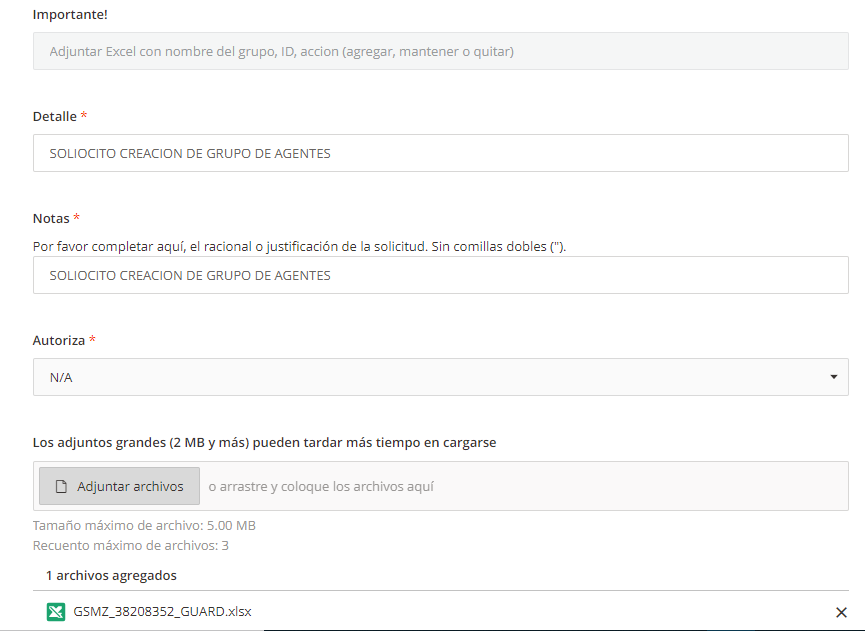 Importante!
Adjuntar Excel con nombre del grupo, ID, accion (agregar, mantener o quitar)
Detalle *
SOLIOCITO CREACION DE GRUPO DE AGENTES
Notas *
Por favor completar aquí, el racional o justificación de la solicitud. Sin comillas dobles (").
SOLIOCITO CREACION DE GRUPO DE AGENTES
Autoriza *
N/A
Los adjuntos grandes (2 MB y más) pueden tardar más tiempo en cargarse
Adjuntar archivos o arrastre y coloque los archivos aquí
Tamaño máximo de archivo: 5.00 MB
Recuento máximo de archivos: 3
1 archivos agregados
GSMZ_38208352_GUARD.xlsx